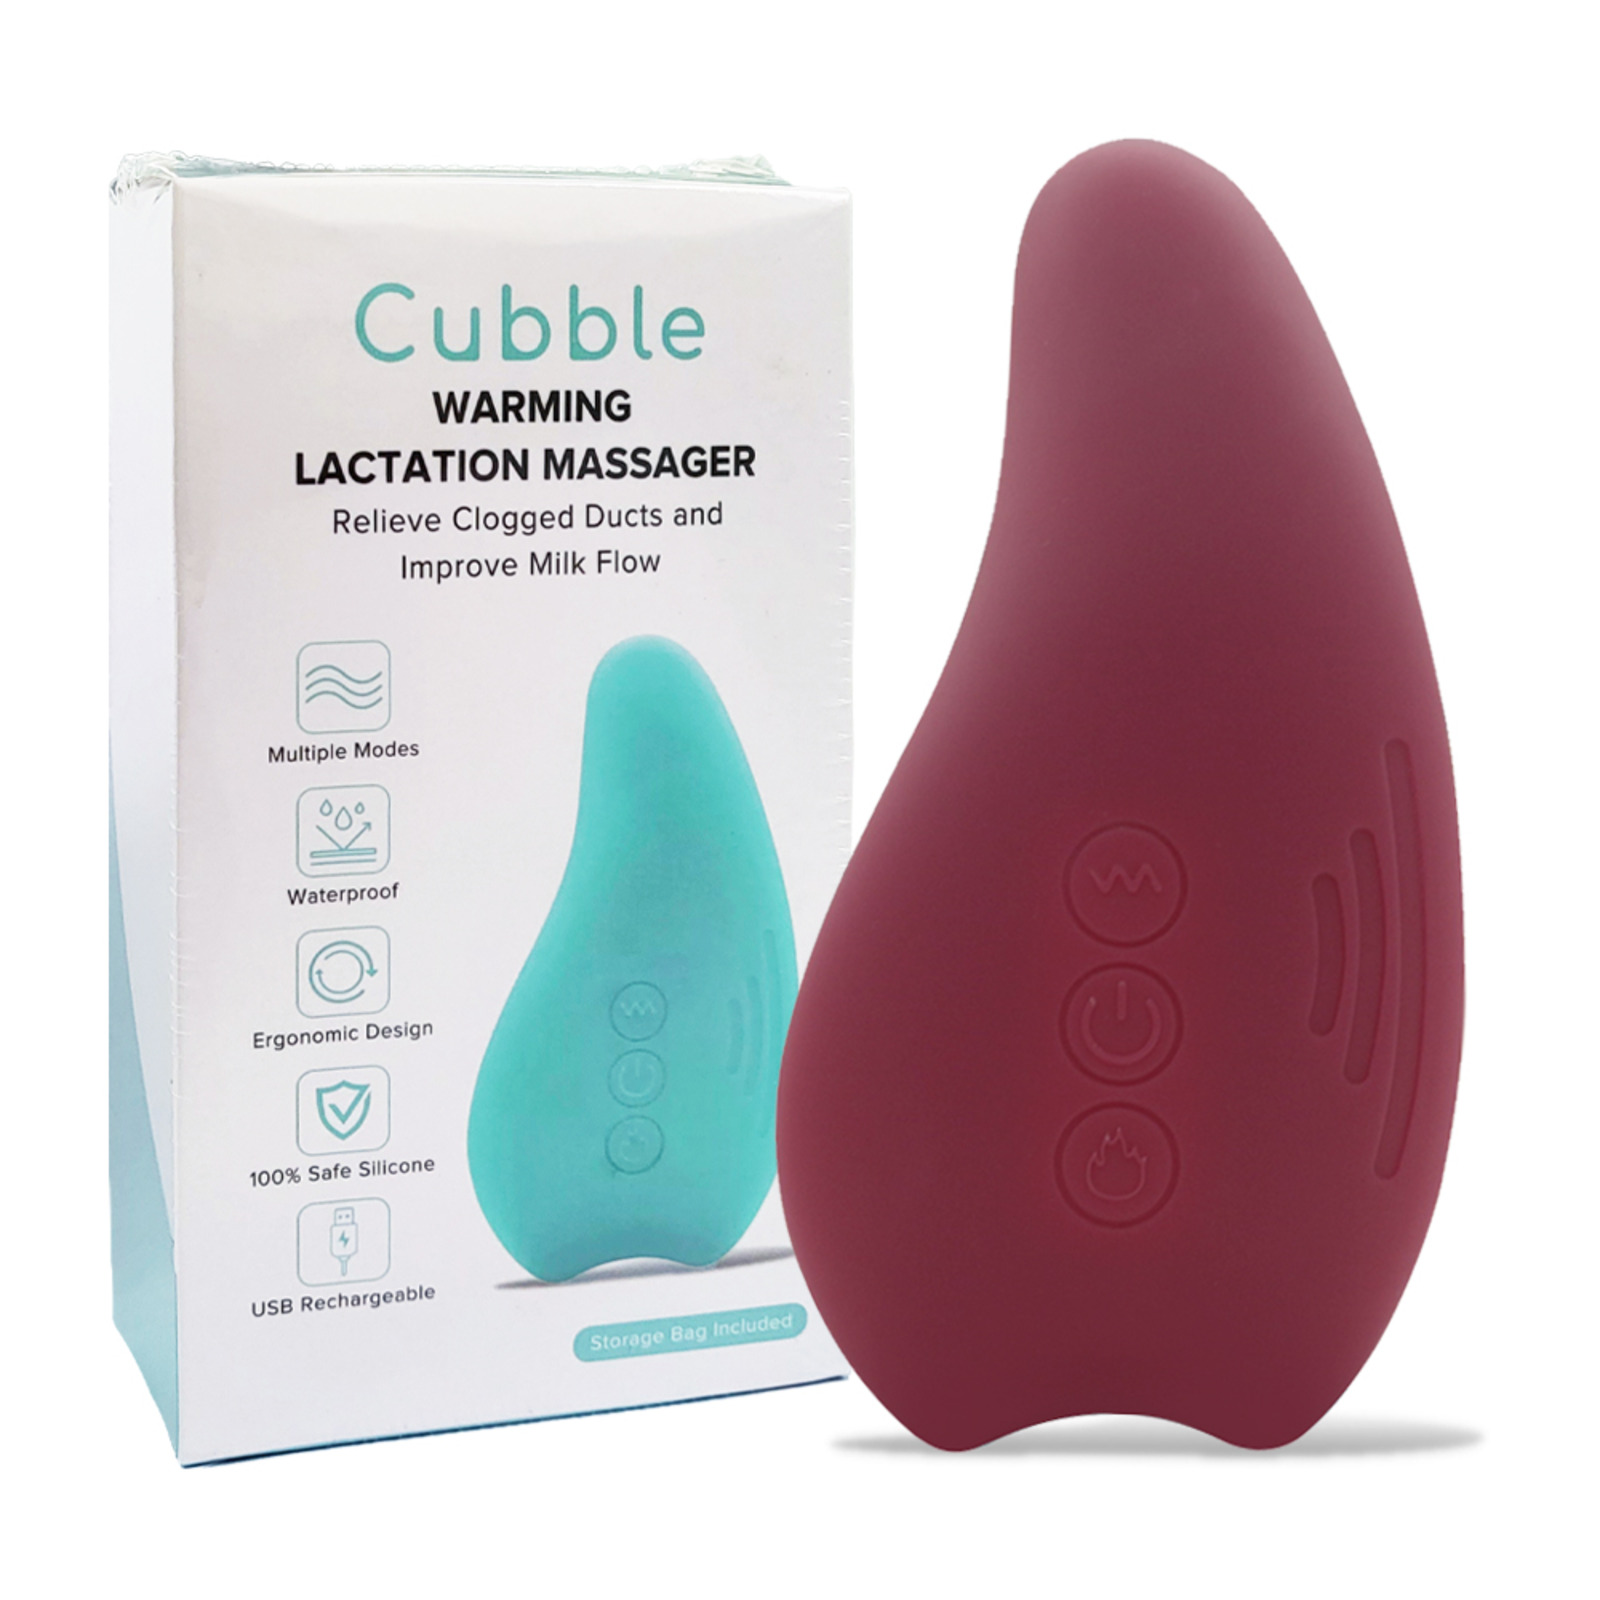 Cubble
WARMING
LACTATION MASSAGER
Relieve Clogged Ducts and
Improve Milk Flow
Multiple Modes
Waterproof
Ergonomic Design
100% Safe Silicone
USB Rechargeable
Storage Bag Included